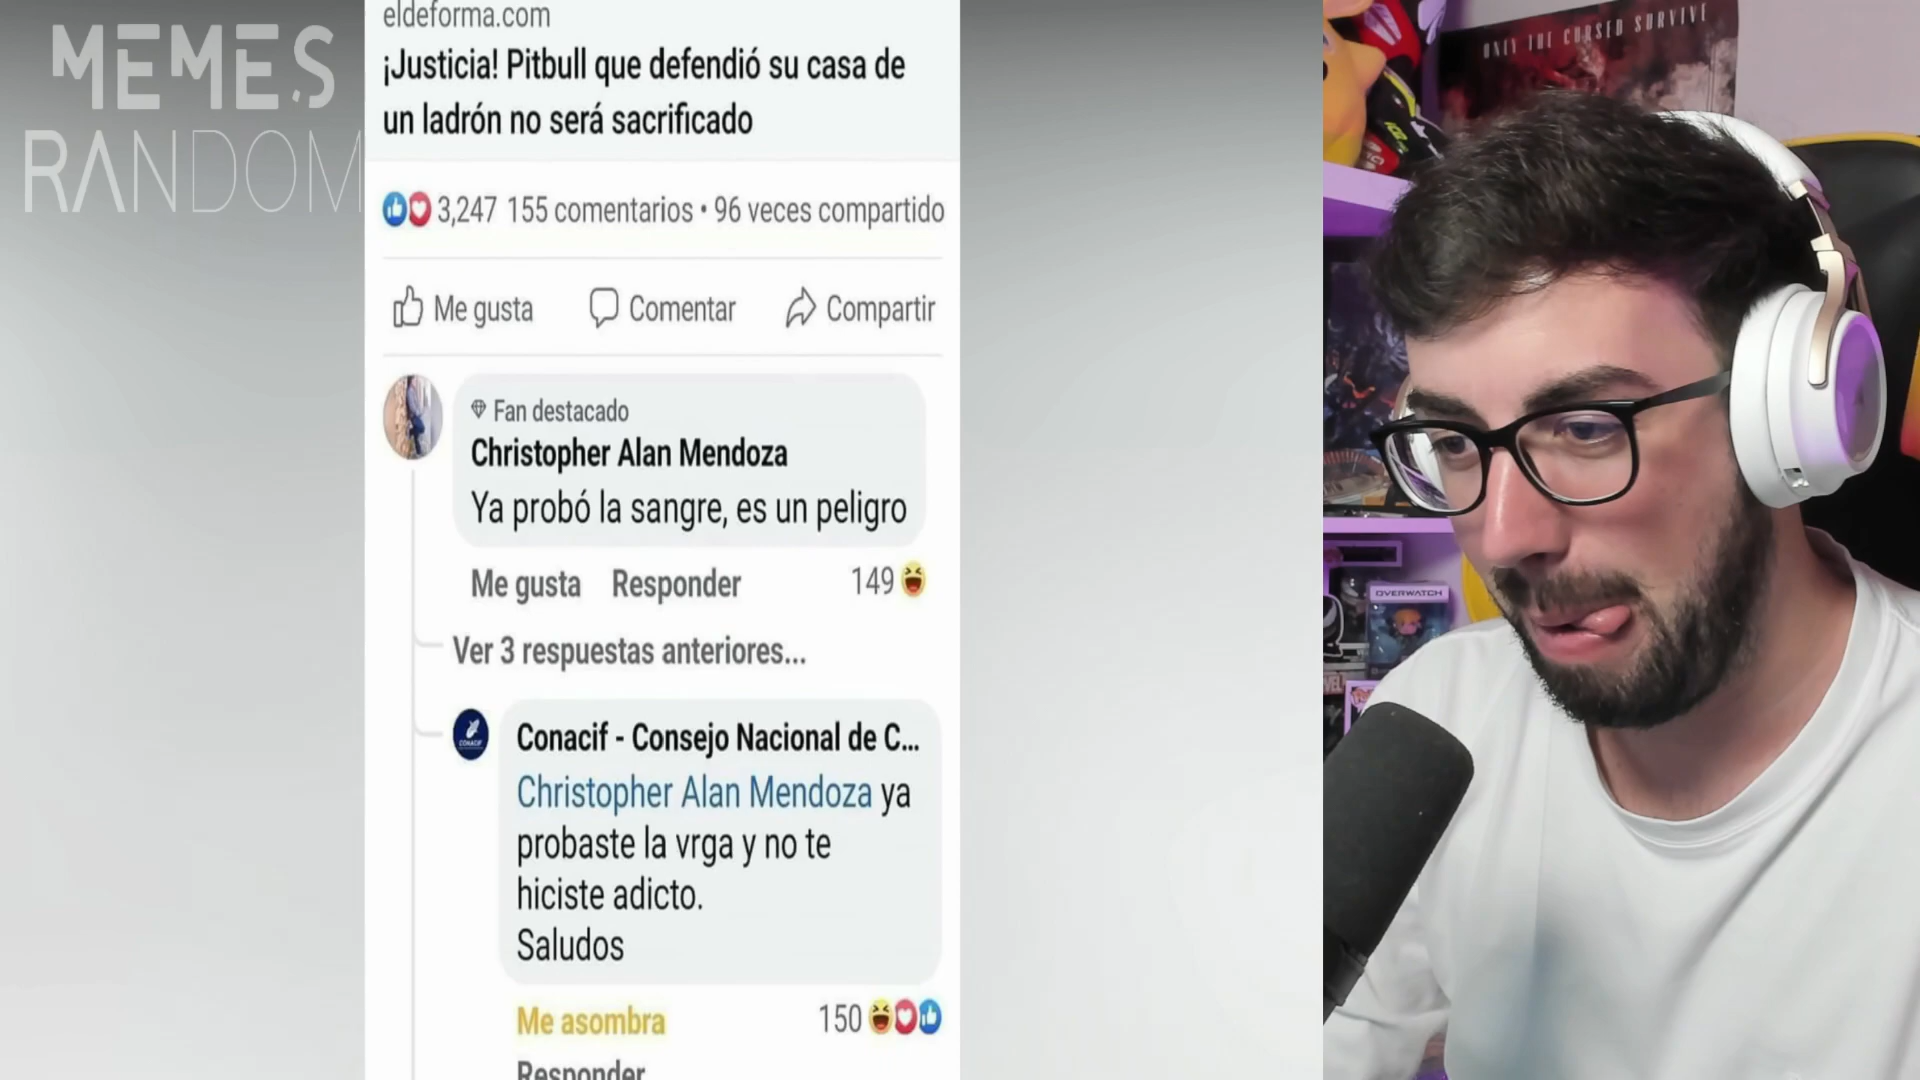 MEMES
RANDOM
eldeforma.com
¡Justicia! Pitbull que defendió su casa de
un ladrón no será sacrificado
3,247 155 comentarios • 96 veces compartido
Me gusta Comentar Compartir
Fan destacado
Christopher Alan Mendoza
Ya probó la sangre, es un peligro
Me gusta Responder 149
Ver 3 respuestas anteriores...
CONACIF
Conacif - Consejo Nacional de C...
Christopher Alan Mendoza ya
probaste la vrga y no te
hiciste adicto.
Saludos
Me asombra 150
Responder
ONLY THE CURSED SURVIVE
OVERWATCH